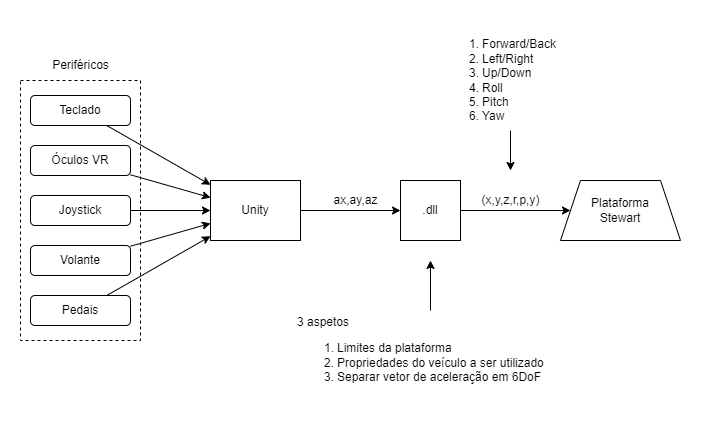 1. Forward/Back
2. Left/Right
3. Up/Down
4. Roll
5. Pitch
6. Yaw
Periféricos
Teclado
Óculos VR
Joystick
Volante
Pedais
Unity
ax,ay,az
.dll
(x,y,z,r,p,y)
Plataforma
Stewart
3 aspetos
1. Limites da plataforma
2. Propriedades do veículo a ser utilizado
3. Separar vetor de aceleração em 6DoF